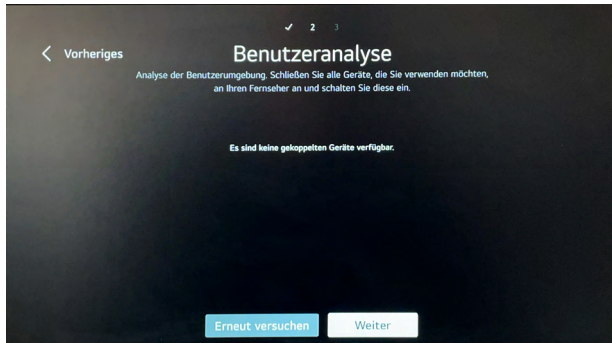 ✓ 2 3
Vorheriges
Benutzeranalyse
Analyse der Benutzerumgebung. Schließen Sie alle Geräte, die Sie verwenden möchten,
an Ihren Fernseher an und schalten Sie diese ein.
Es sind keine gekoppelten Geräte verfügbar.
Erneut versuchen
Weiter